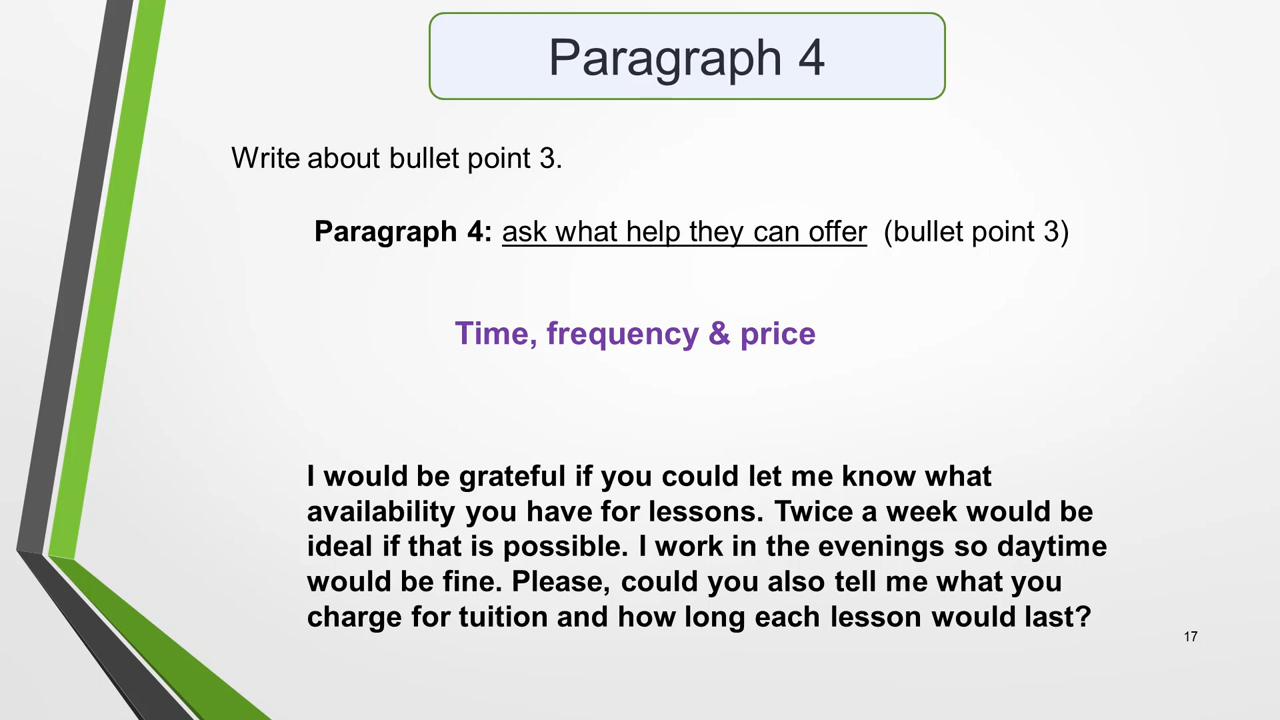 Paragraph 4
Write about bullet point 3.
Paragraph 4: ask what help they can offer (bullet point 3)
Time, frequency & price
I would be grateful if you could let me know what
availability you have for lessons. Twice a week would be
ideal if that is possible. I work in the evenings so daytime
would be fine. Please, could you also tell me what you
charge for tuition and how long each lesson would last?
17